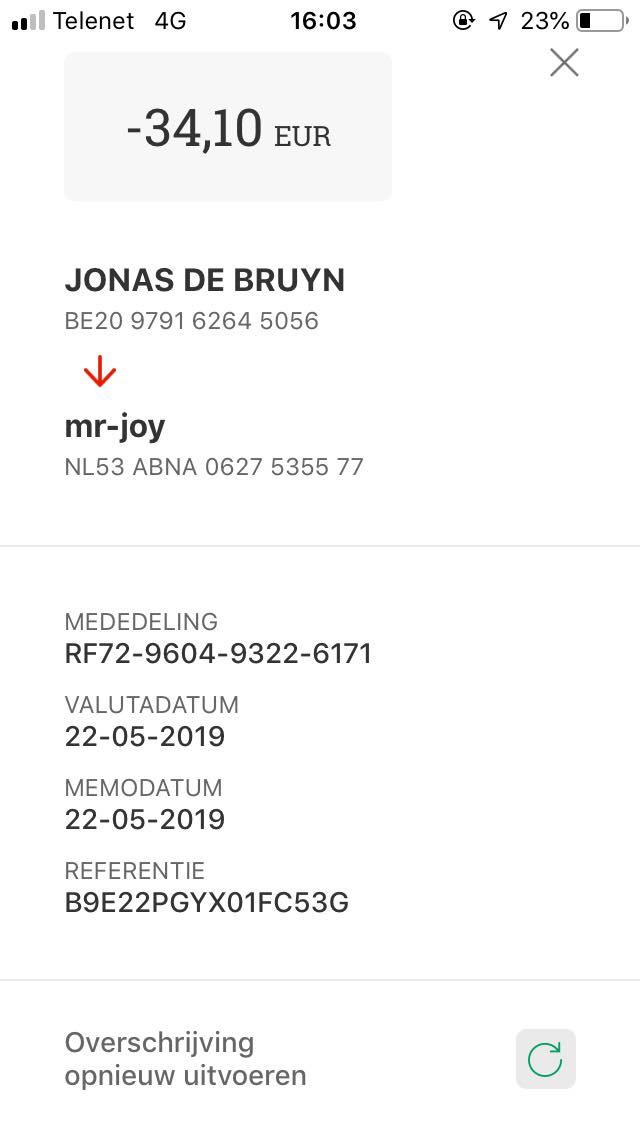 Telenet 4G 16:03 23%
-34,10 EUR
JONAS DE BRUYN
BE20 9791 6264 5056
mr-joy
NL53 ABNA 0627 5355 77
MEDEDELING
RF72-9604-9322-6171
VALUTADATUM
22-05-2019
MEMODATUM
22-05-2019
REFERENTIE
B9E22PGYX01FC53G
Overschrijving
opnieuw uitvoeren